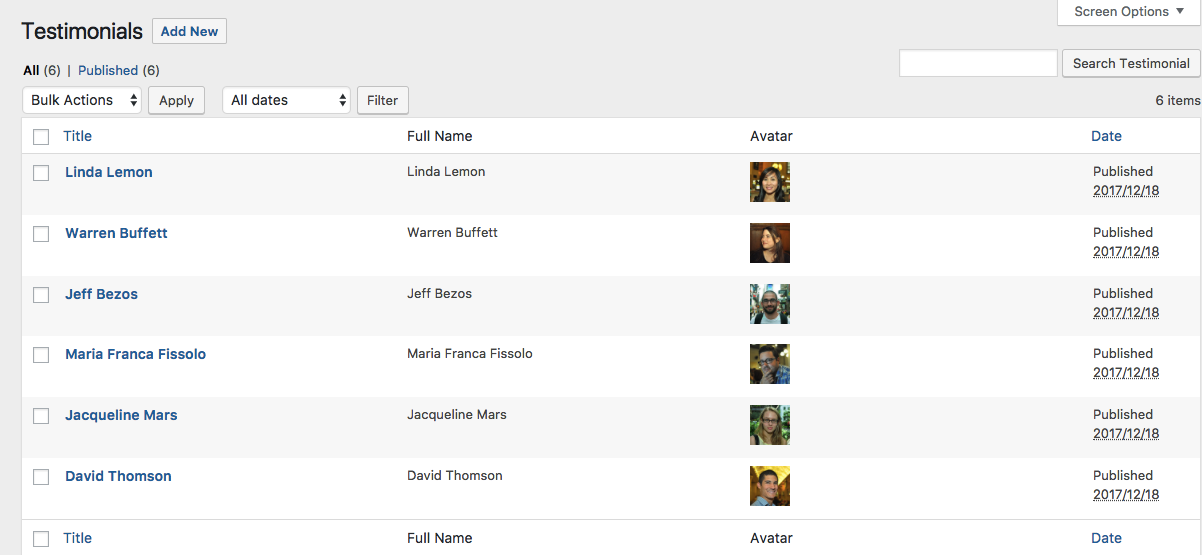 Screen Options ▼
Testimonials Add New
All (6) | Published (6)
Search Testimonial
Bulk Actions Apply All dates Filter 6 items
Title Full Name Avatar Date
Linda Lemon Linda Lemon Published
2017/12/18
Warren Buffett Warren Buffett Published
2017/12/18
Jeff Bezos Jeff Bezos Published
2017/12/18
Maria Franca Fissolo Maria Franca Fissolo Published
2017/12/18
Jacqueline Mars Jacqueline Mars Published
2017/12/18
David Thomson David Thomson Published
2017/12/18
Title Full Name Avatar Date